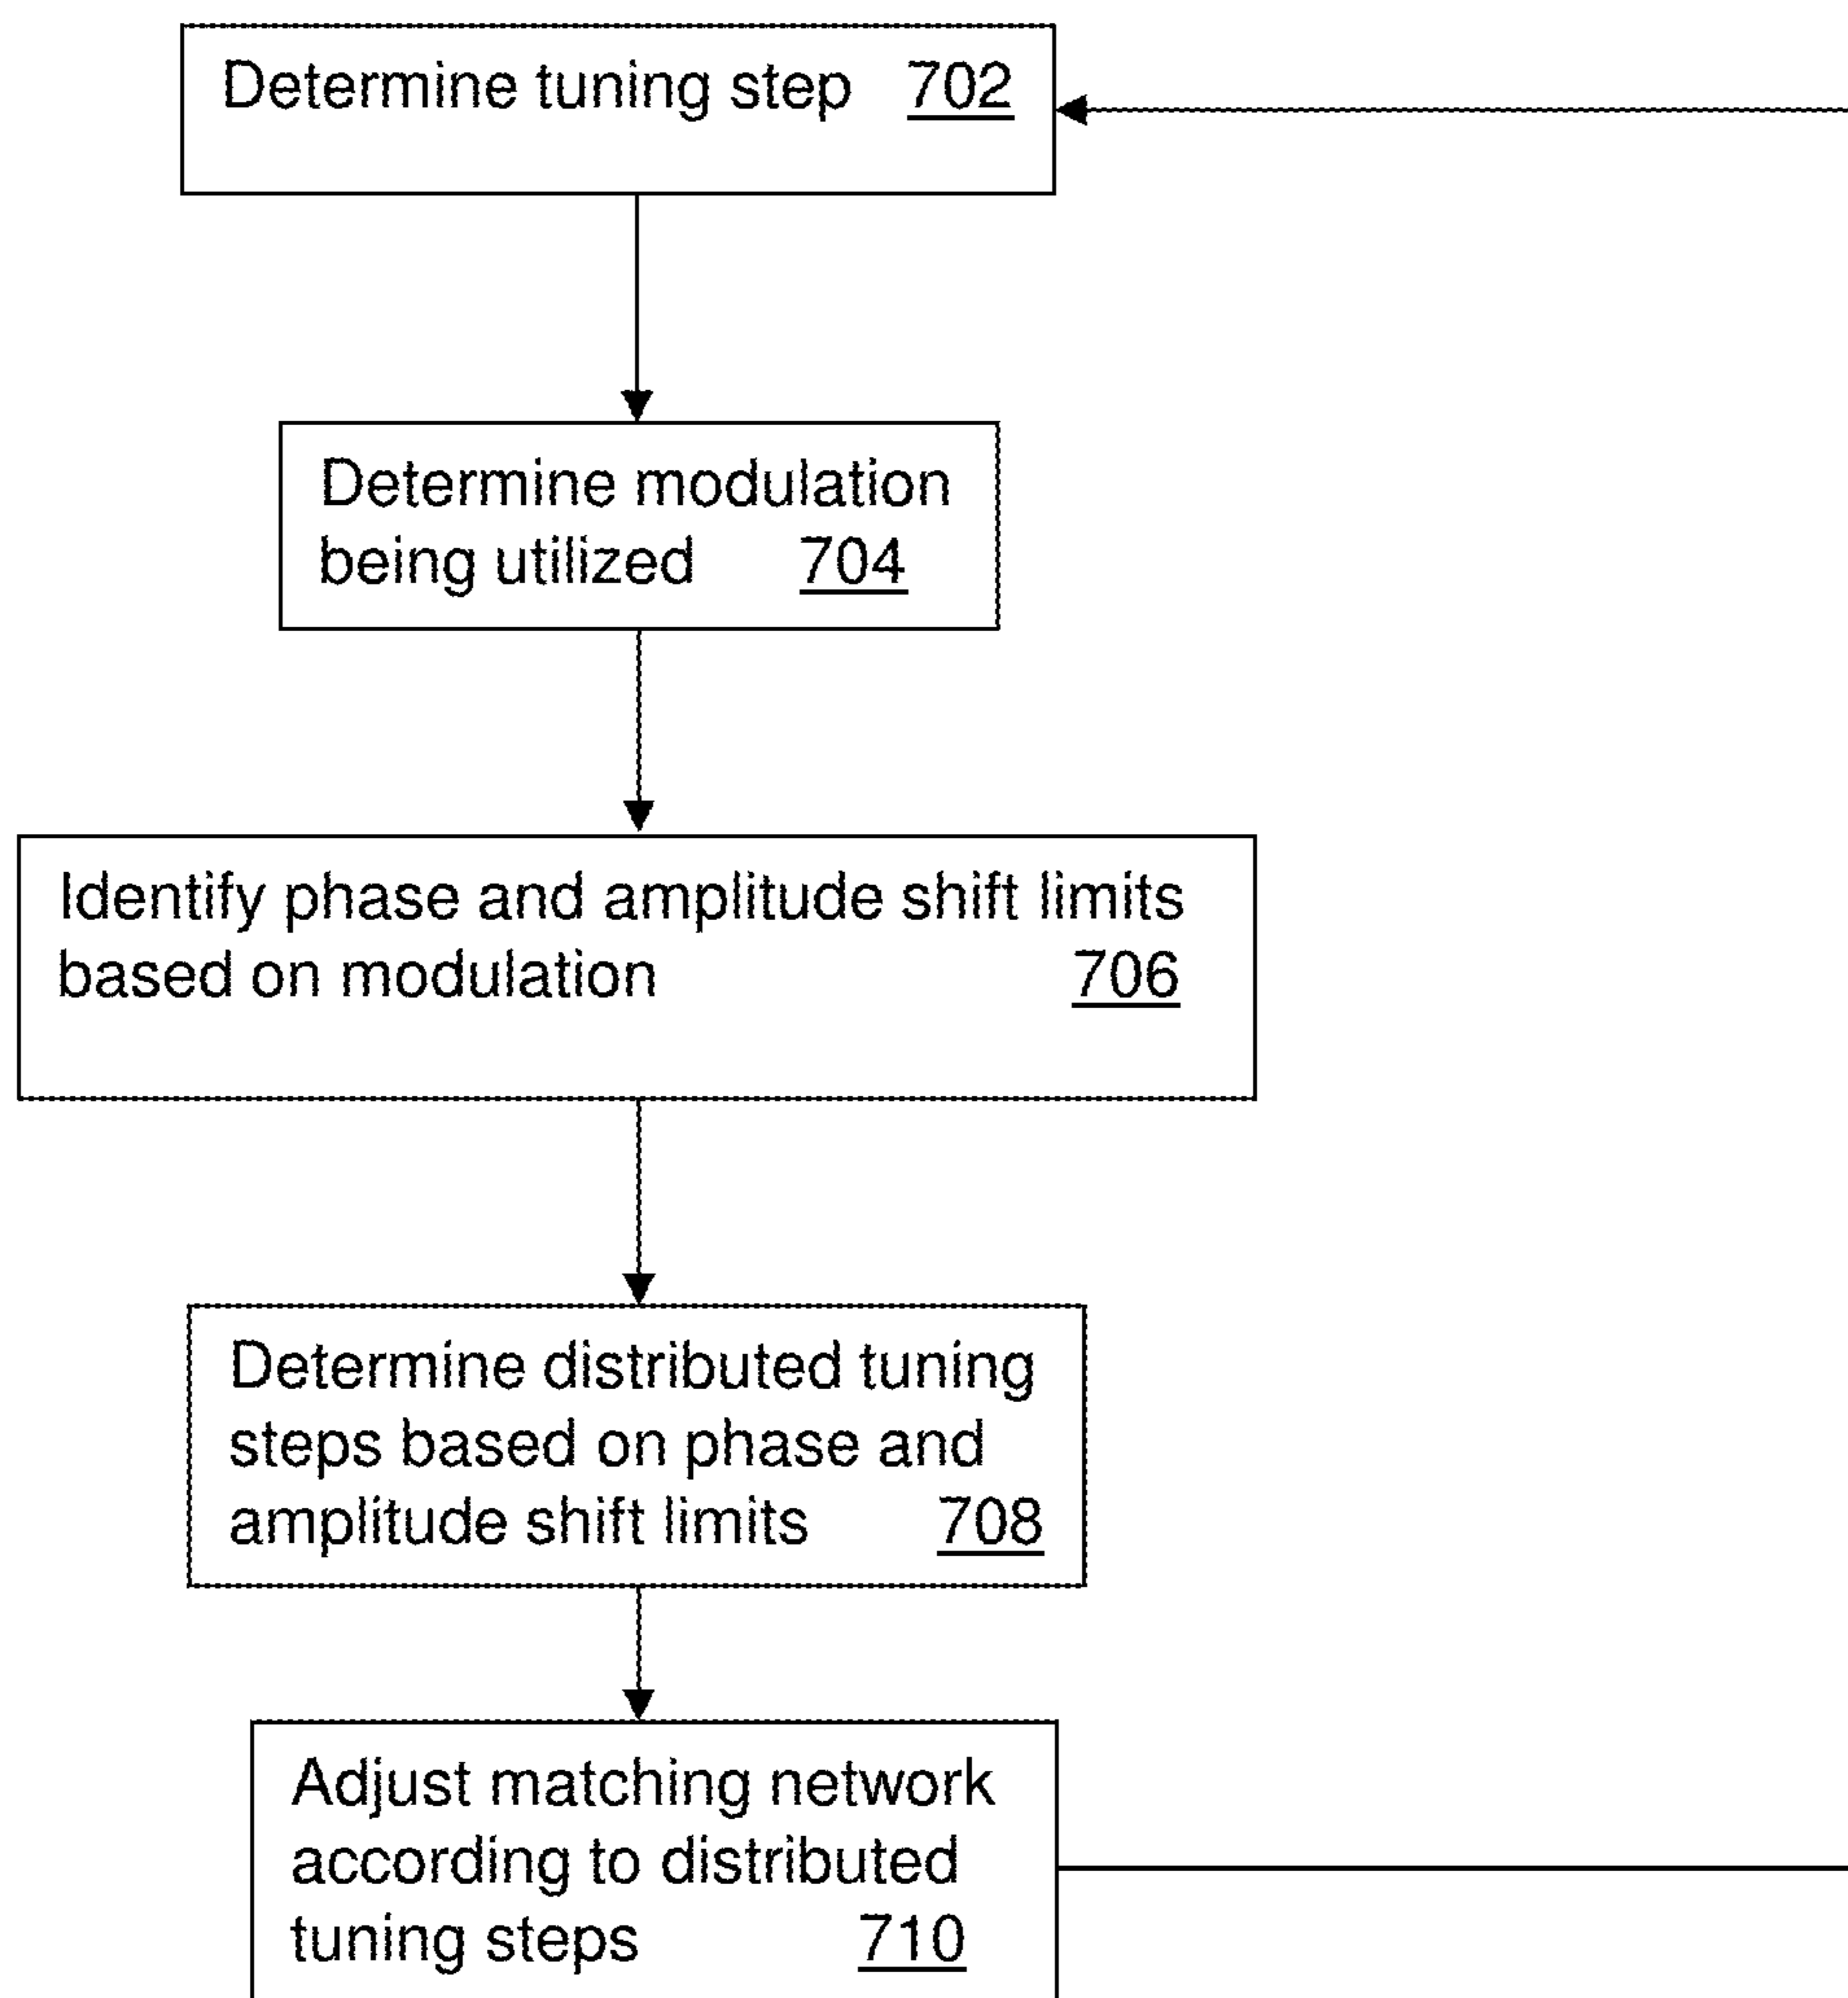 Determine tuning step 702
Determine modulation
being utilized 704
Identify phase and amplitude shift limits
based on modulation 706
Determine distributed tuning
steps based on phase and
amplitude shift limits 708
Adjust matching network
according to distributed
tuning steps 710